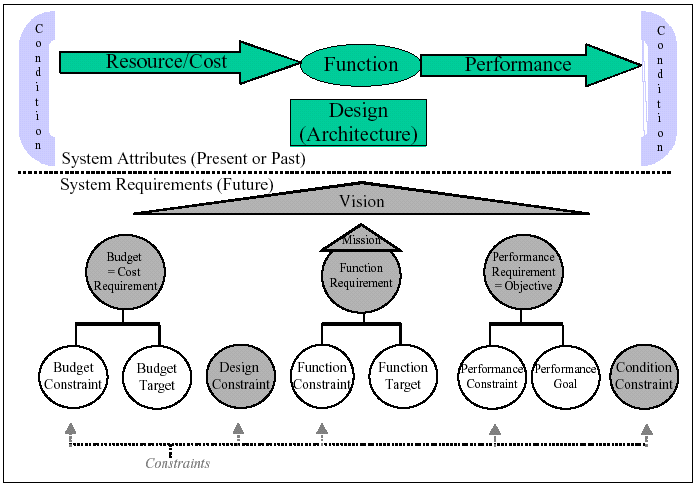 Condition
Resource/Cost
Function
Performance
Condition
Design
(Architecture)
System Attributes (Present or Past)
System Requirements (Future)
Vision
Mission
Budget
= Cost
Requirement
Function
Requirement
Performance
Requirement
= Objective
Budget
Constraint
Budget
Target
Design
Constraint
Function
Constraint
Function
Target
Performance
Constraint
Performance
Goal
Condition
Constraint
Constraints